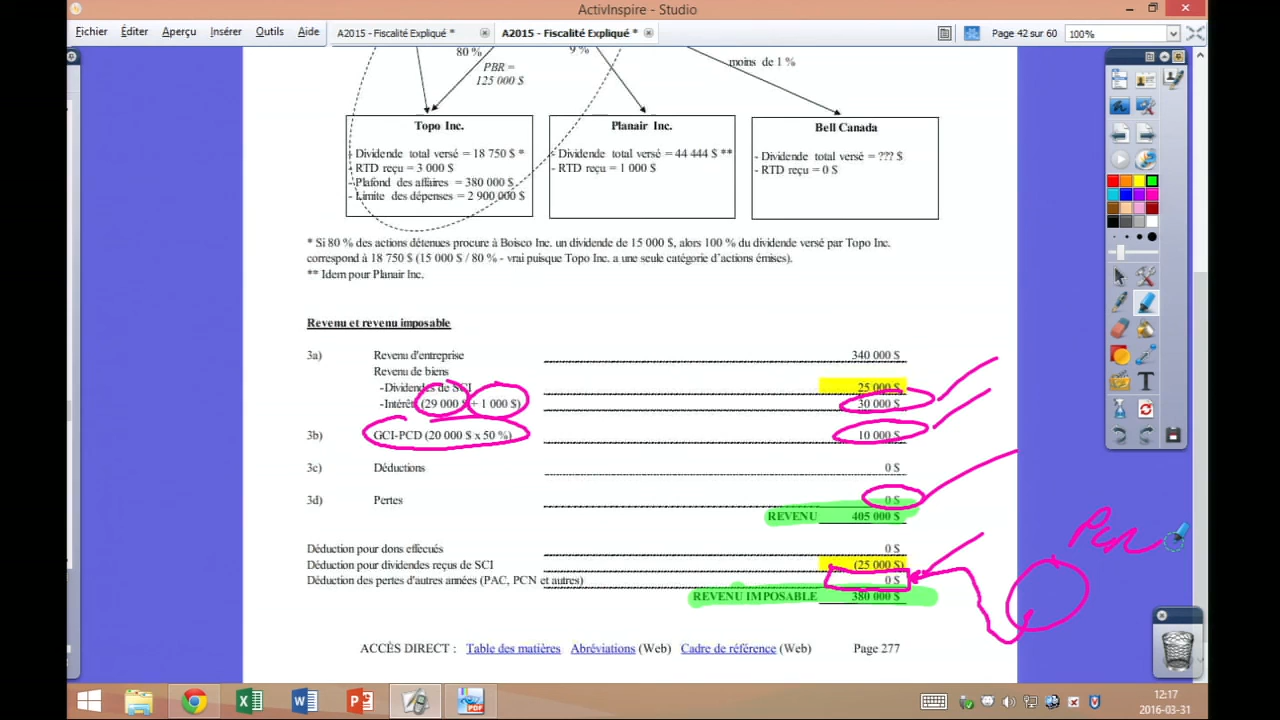 ActivInspire - Studio
Fichier Éditer Aperçu Insérer Outils Aide
A2015 - Fiscalité Expliqué *
A2015 - Fiscalité Expliqué *
Page 42 sur 60
100%
80 %
PBR =
125 000 $
9 %
moins de 1 %
Topo Inc.
- Dividende total versé = 18 750 $ *
- RTD reçu = 3 000 $
- Plafond des affaires = 380 000 $
- Limite des dépenses = 2 900 000 $
Planair Inc.
- Dividende total versé = 44 444 $ **
- RTD reçu = 1 000 $
Bell Canada
- Dividende total versé = ??? $
- RTD reçu = 0 $
* Si 80 % des actions détenues procure à Boisco Inc. un dividende de 15 000 $, alors 100 % du dividende versé par Topo Inc.
correspond à 18 750 $ (15 000 $ / 80 % - vrai puisque Topo Inc. a une seule catégorie d'actions émises).
** Idem pour Planair Inc.
Revenu et revenu imposable
3a) Revenu d'entreprise 340 000 $
Revenu de biens
-Dividendes de SCI 25 000 $
-Intérêts (29 000 $ + 1 000 $) 30 000 $
3b) GCI-PCD (20 000 $ x 50 %) 10 000 $
3c) Déductions 0 $
3d) Pertes 0 $
REVENU 405 000 $
PCN
Déduction pour dons effecués 0 $
Déduction pour dividendes reçus de SCI (25 000 $)
Déduction des pertes d'autres années (PAC, PCN et autres) 0 $
REVENU IMPOSABLE 380 000 $
ACCÈS DIRECT : Table des matières Abréviations (Web) Cadre de référence (Web) Page 277
12:17
2016-03-31